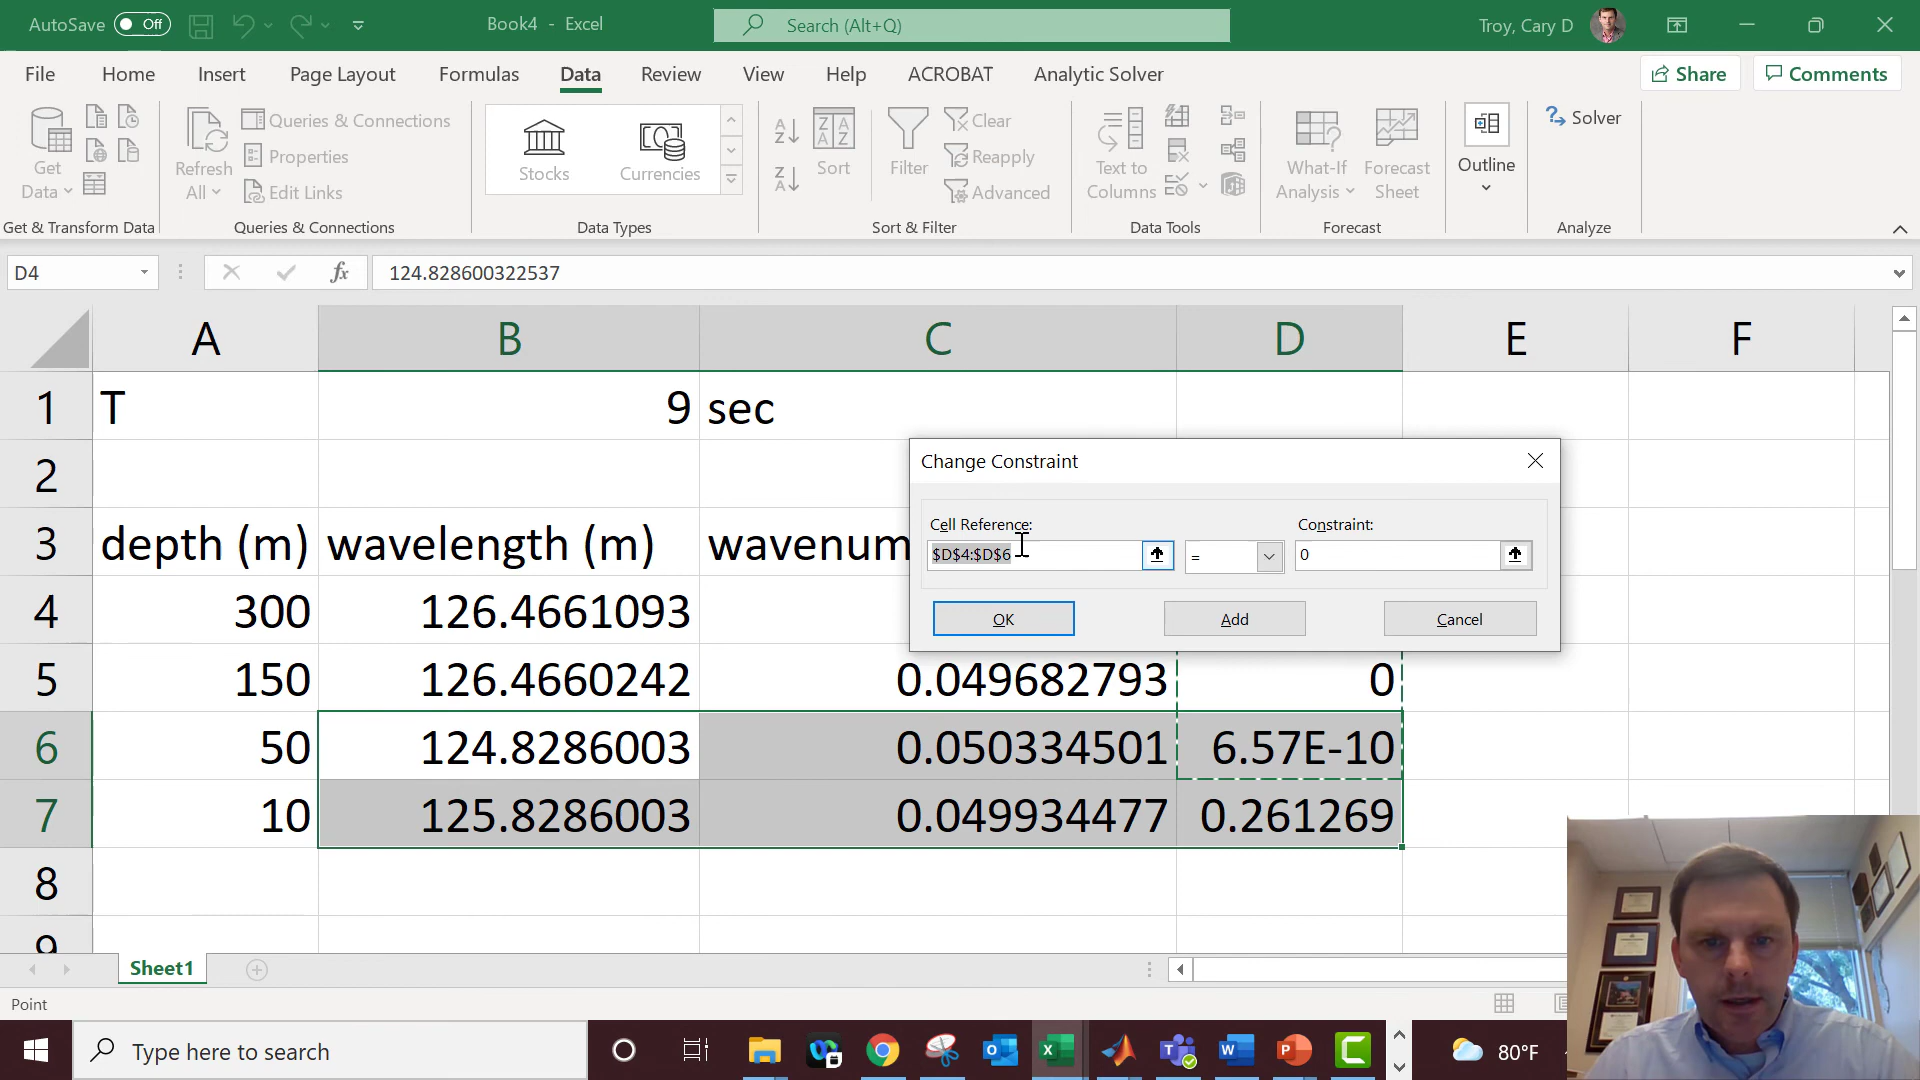 AutoSave Off
Book4 - Excel
Search (Alt+Q)
Troy, Cary D
File Home Insert Page Layout Formulas Data Review View Help ACROBAT Analytic Solver
Share
Comments
Get Data
Refresh All
Queries & Connections
Properties
Edit Links
Stocks
Currencies
Sort
Filter
Clear
Reapply
Advanced
Text to Columns
What-If Analysis
Forecast Sheet
Outline
Solver
Get & Transform Data
Queries & Connections
Data Types
Sort & Filter
Data Tools
Forecast
Analyze
D4
fx
124.828600322537
A B C D E F
1 T 9 sec
2
3 depth (m) wavelength (m) wavenum
4 300 126.4661093
5 150 126.4660242 0.049682793 0
6 50 124.8286003 0.050334501 6.57E-10
7 10 125.8286003 0.049934477 0.261269
8
9
Change Constraint
Cell Reference:
Constraint:
$D$4:$D$6 = 0
OK Add Cancel
Sheet1
Point
Type here to search
80°F